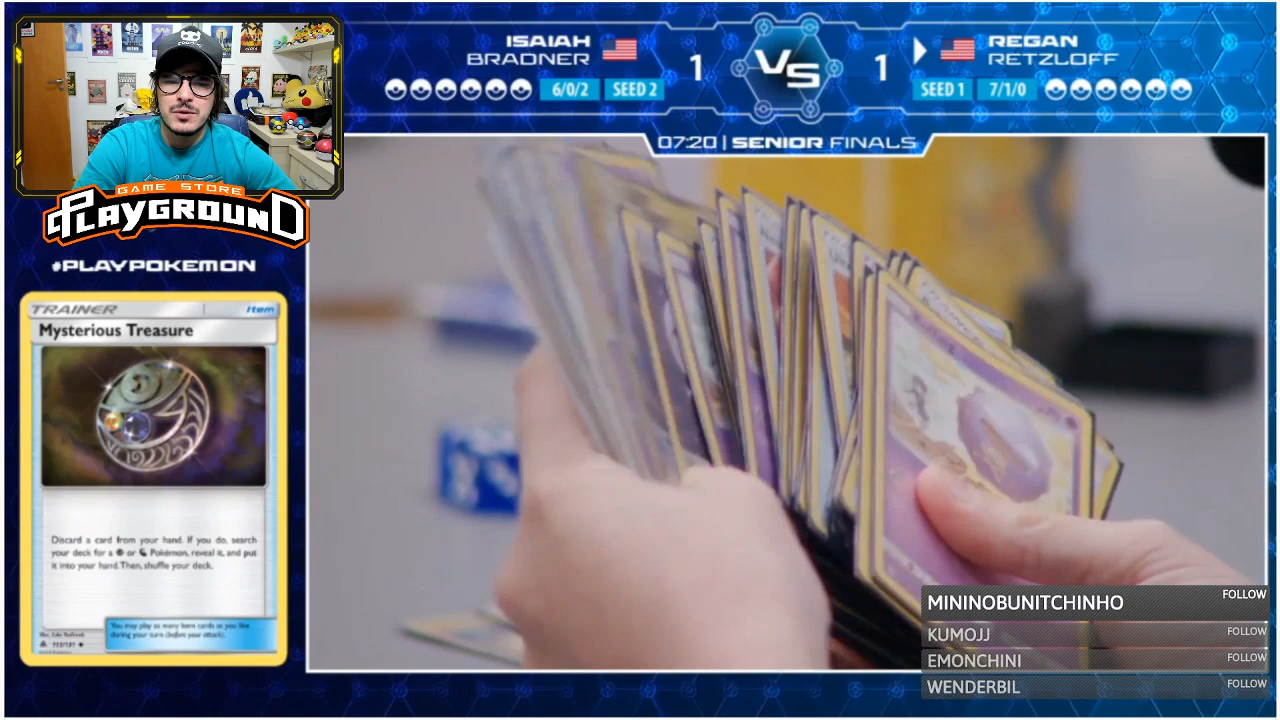 ISAIAH
BRADNER
6/0/2
SEED 2
1
VS
1
REGAN
RETZLOFF
SEED 1
7/1/0
07:20 | SENIOR FINALS
GAME STORE
PLAYGROUND
#PLAYPOKEMON
TRAINER
Item
Mysterious Treasure
Discard a card from your hand. If you do, search
your deck for a or Pokémon, reveal it, and put
it into your hand. Then, shuffle your deck.
You may play as many Item cards as you like
during your turn (before your attack).
113/131
MININOBUNITCHINHO
FOLLOW
KUMOJJ
FOLLOW
EMONCHINI
FOLLOW
WENDERBIL
FOLLOW